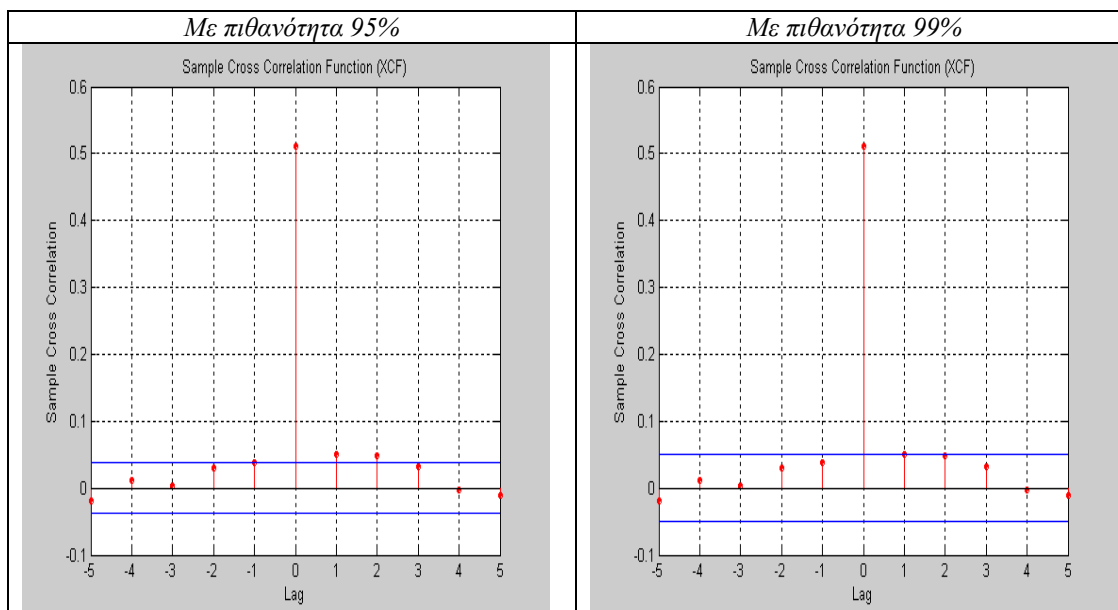 Με πιθανότητα 95%
Με πιθανότητα 99%
Sample Cross Correlation Function (XCF)
0.6
0.5
0.4
0.3
0.2
0.1
0
-0.1
Sample Cross Correlation
-5 -4 -3 -2 -1 0 1 2 3 4 5
Lag
Sample Cross Correlation Function (XCF)
0.6
0.5
0.4
0.3
0.2
0.1
0
-0.1
Sample Cross Correlation
-5 -4 -3 -2 -1 0 1 2 3 4 5
Lag